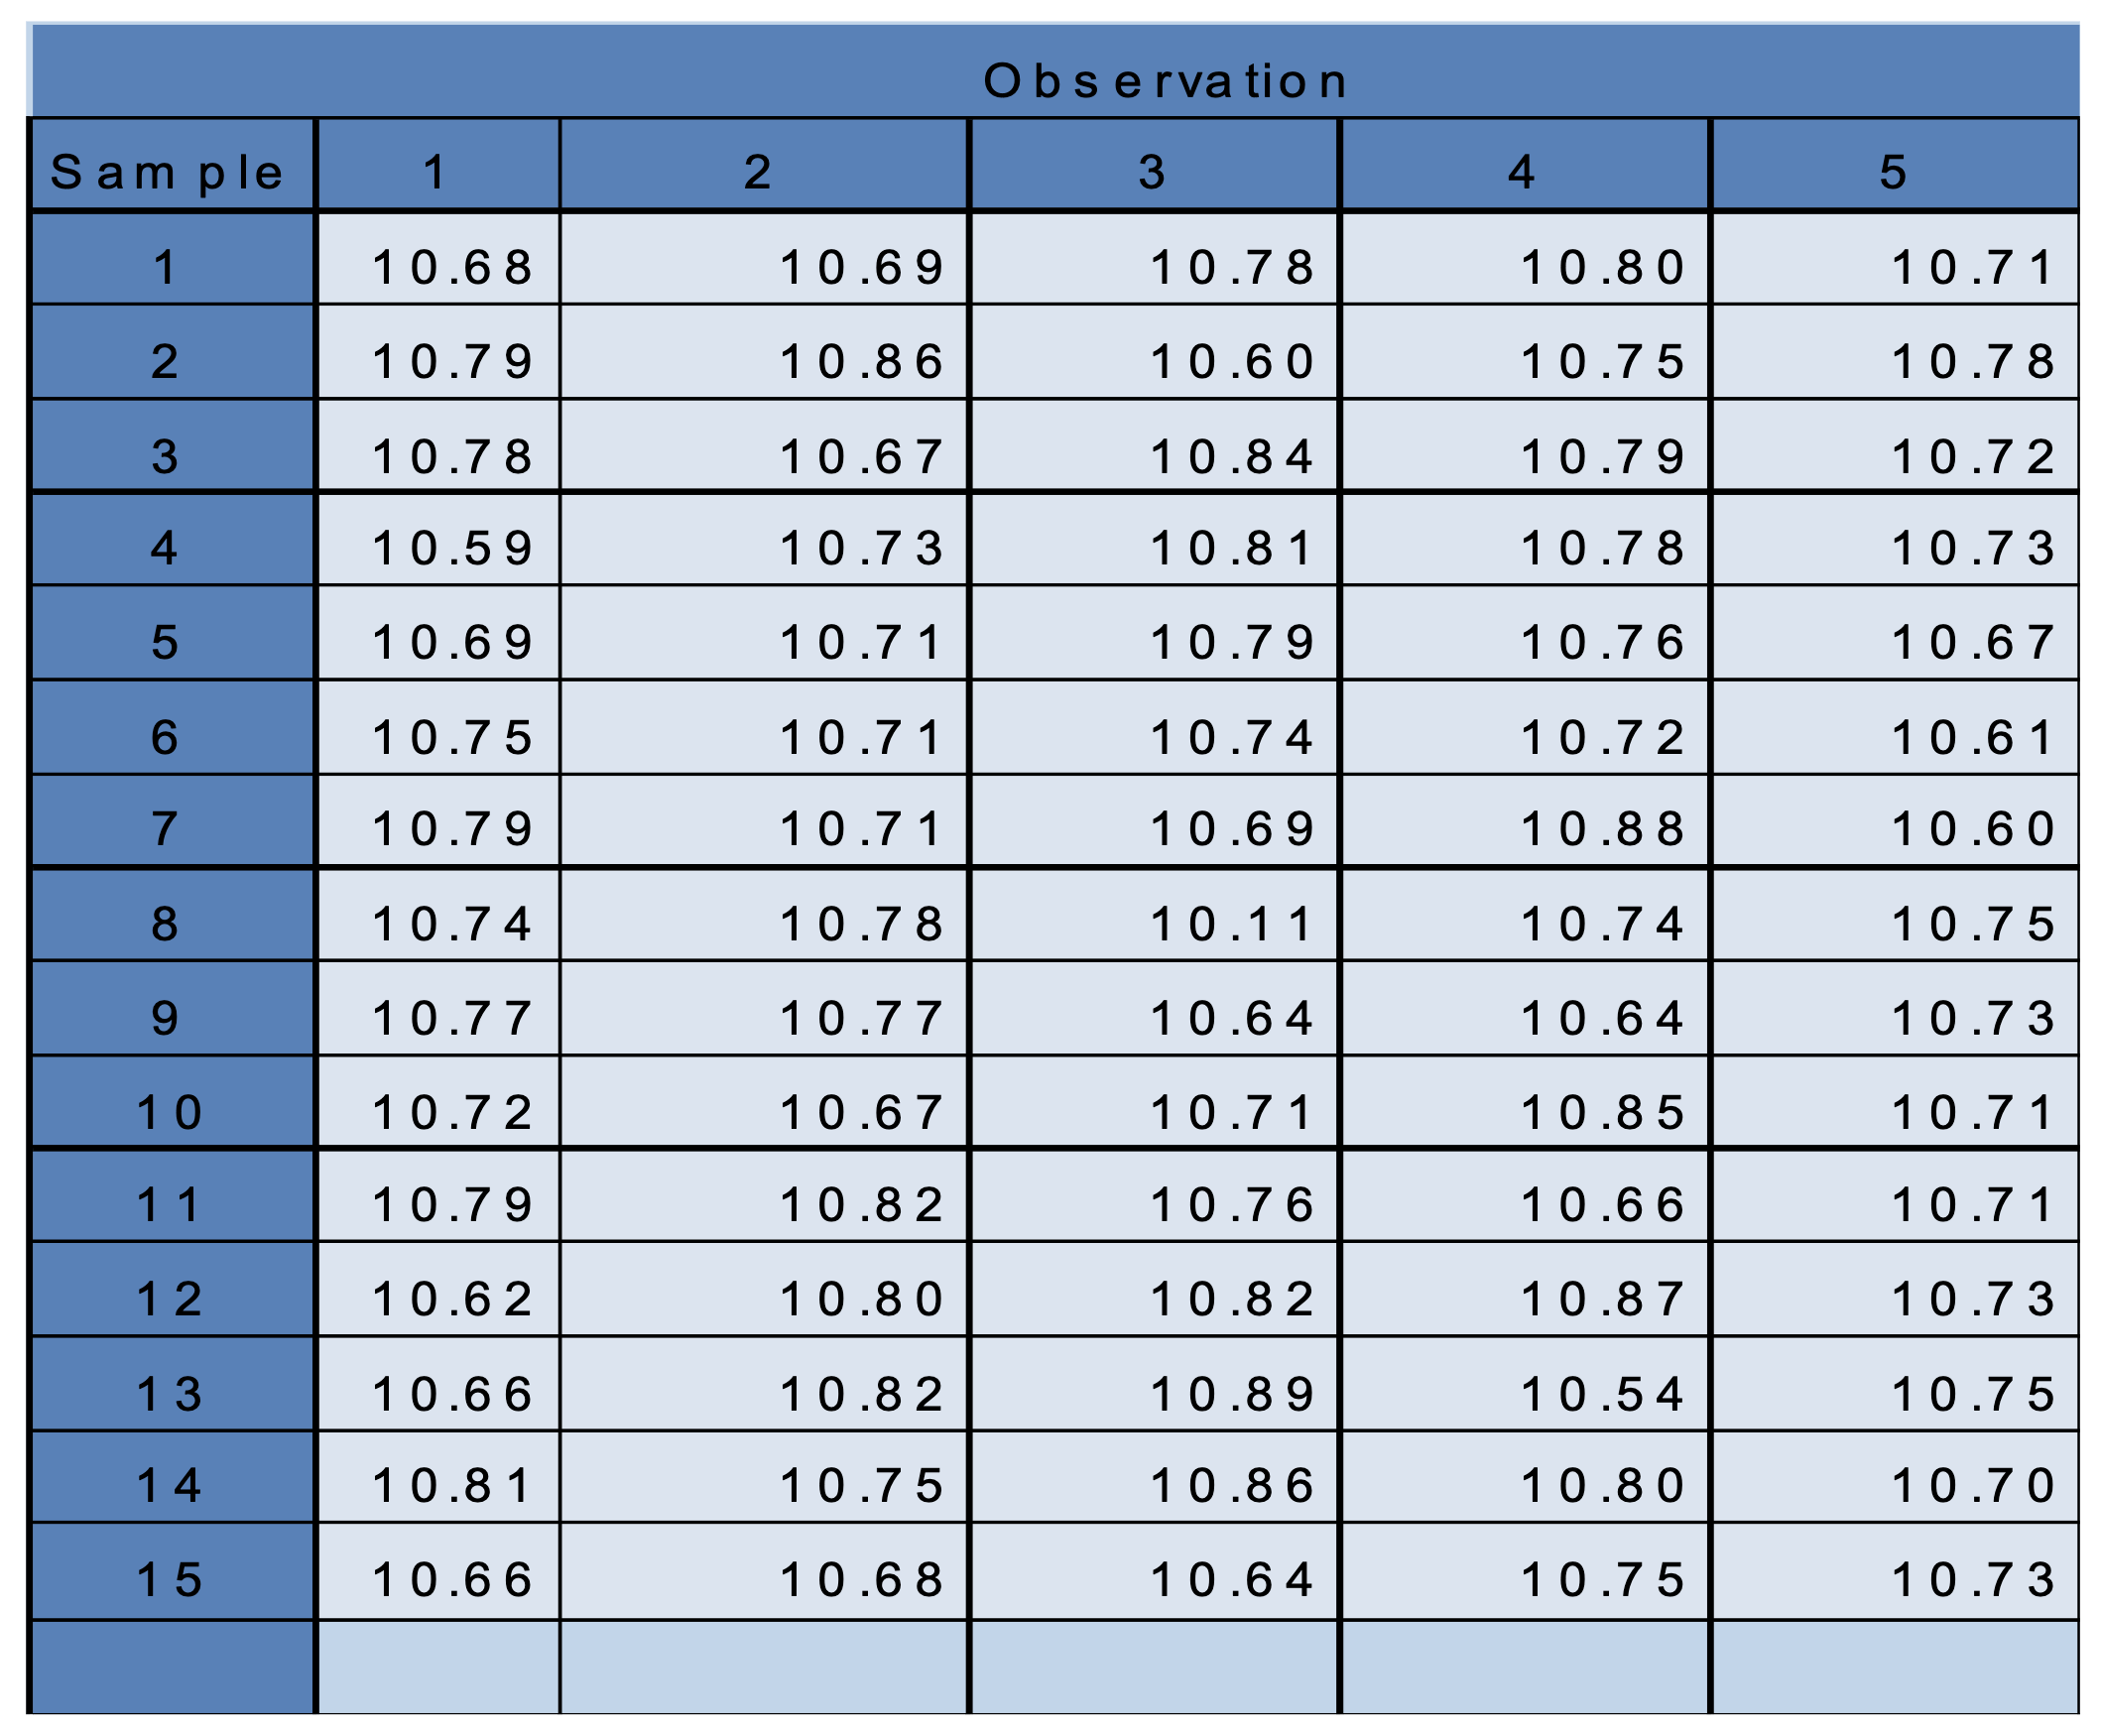 Observation
Sample 1 2 3 4 5
1 10.68 10.69 10.78 10.80 10.71
2 10.79 10.86 10.60 10.75 10.78
3 10.78 10.67 10.84 10.79 10.72
4 10.59 10.73 10.81 10.78 10.73
5 10.69 10.71 10.79 10.76 10.67
6 10.75 10.71 10.74 10.72 10.61
7 10.79 10.71 10.69 10.88 10.60
8 10.74 10.78 10.11 10.74 10.75
9 10.77 10.77 10.64 10.64 10.73
10 10.72 10.67 10.71 10.85 10.71
11 10.79 10.82 10.76 10.66 10.71
12 10.62 10.80 10.82 10.87 10.73
13 10.66 10.82 10.89 10.54 10.75
14 10.81 10.75 10.86 10.80 10.70
15 10.66 10.68 10.64 10.75 10.73